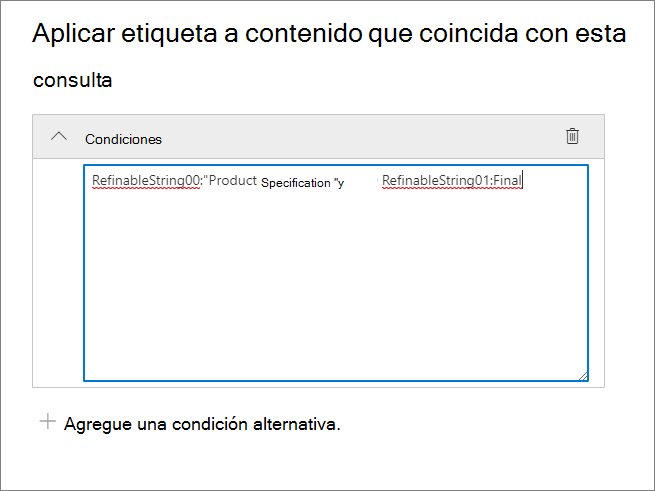 Aplicar etiqueta a contenido que coincida con esta
consulta
Condiciones
RefinableString00:"Product Specification "y RefinableString01:Final
Agregue una condición alternativa.